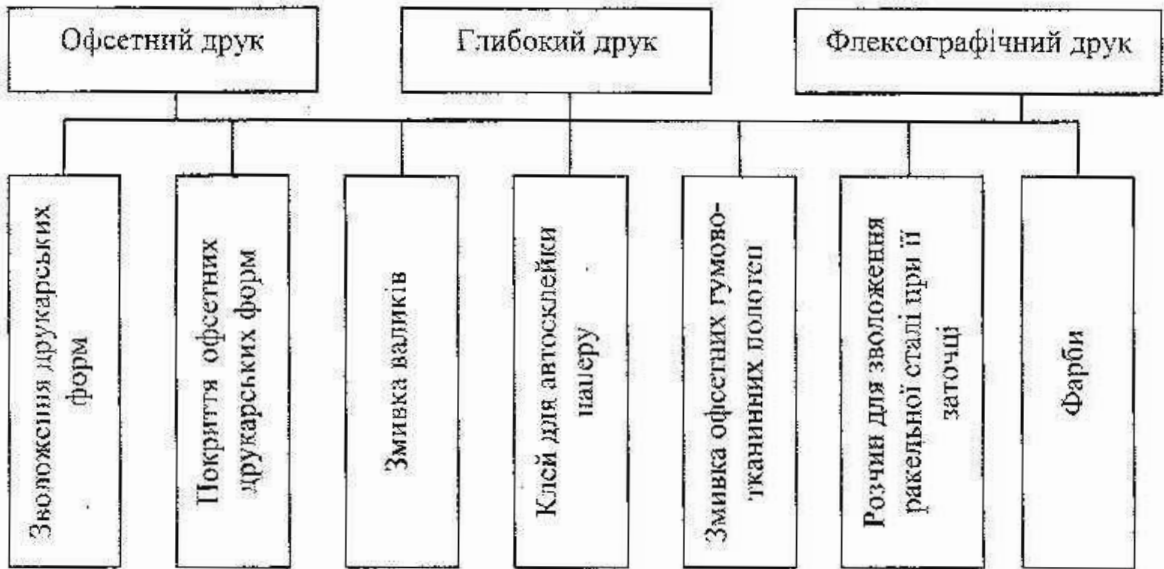 Офсетний друк
Глибокий друк
Флексографічний друк
Зволоження друкарських
форм
Покриття офсетних
друкарських форм
Змивка валиків
Клей для автосклейки
паперу
Змивка офсетних гумово-
тканинних полотен
Розчин для зволоження
ракельної сталі при її
заточці
Фарби